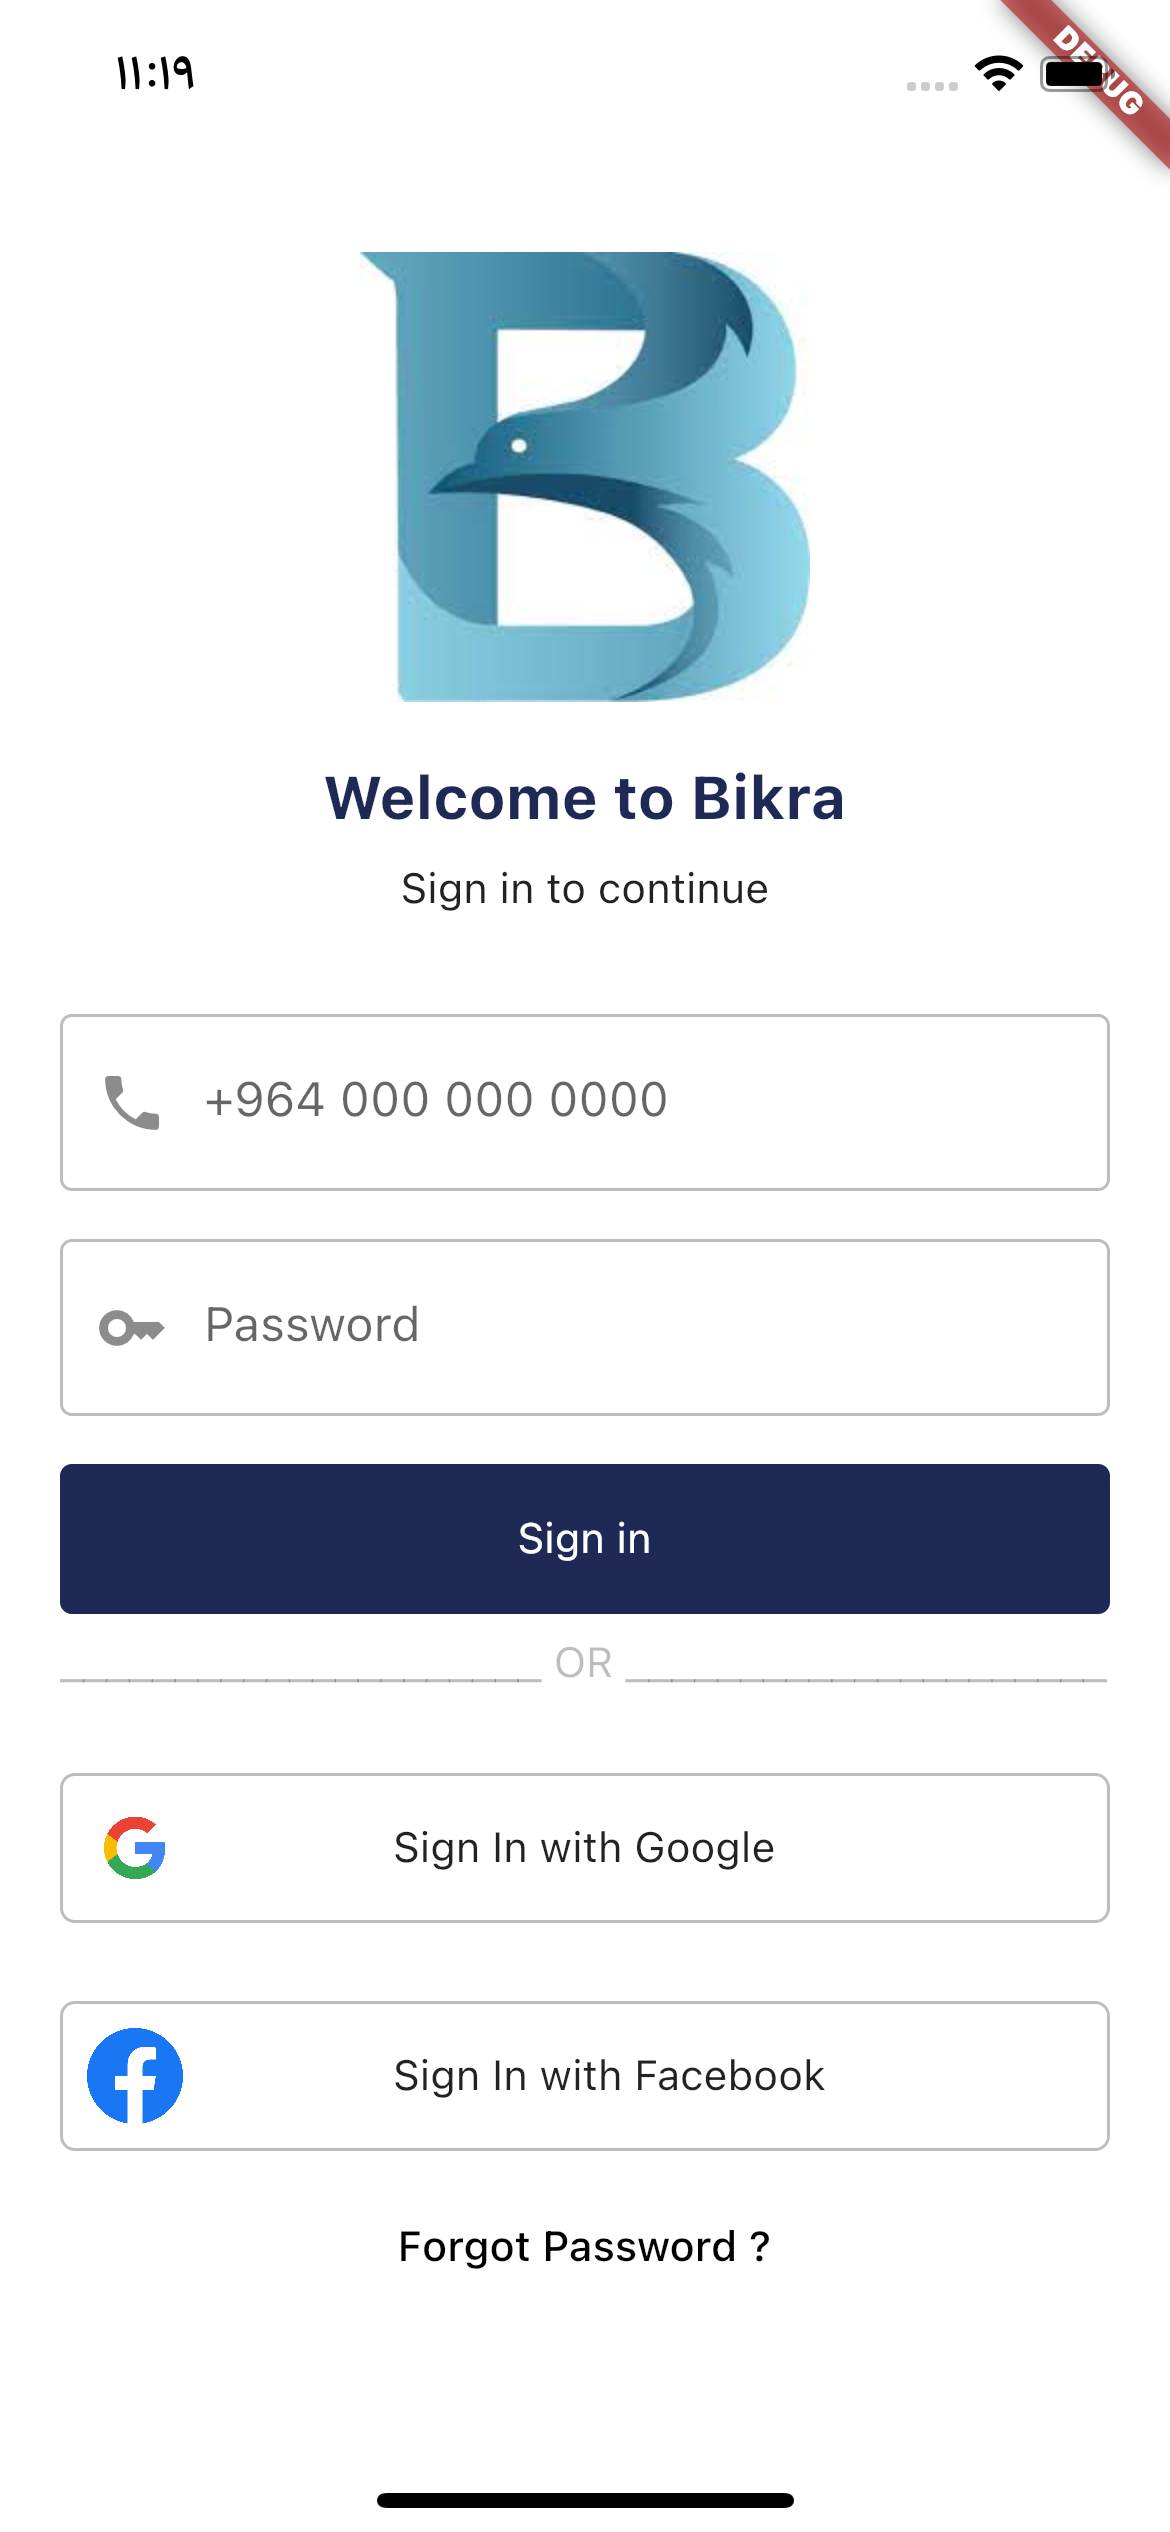 ١١:١٩
DEBUG
Welcome to Bikra
Sign in to continue
+964 000 000 0000
Password
Sign in
OR
Sign In with Google
Sign In with Facebook
Forgot Password ?